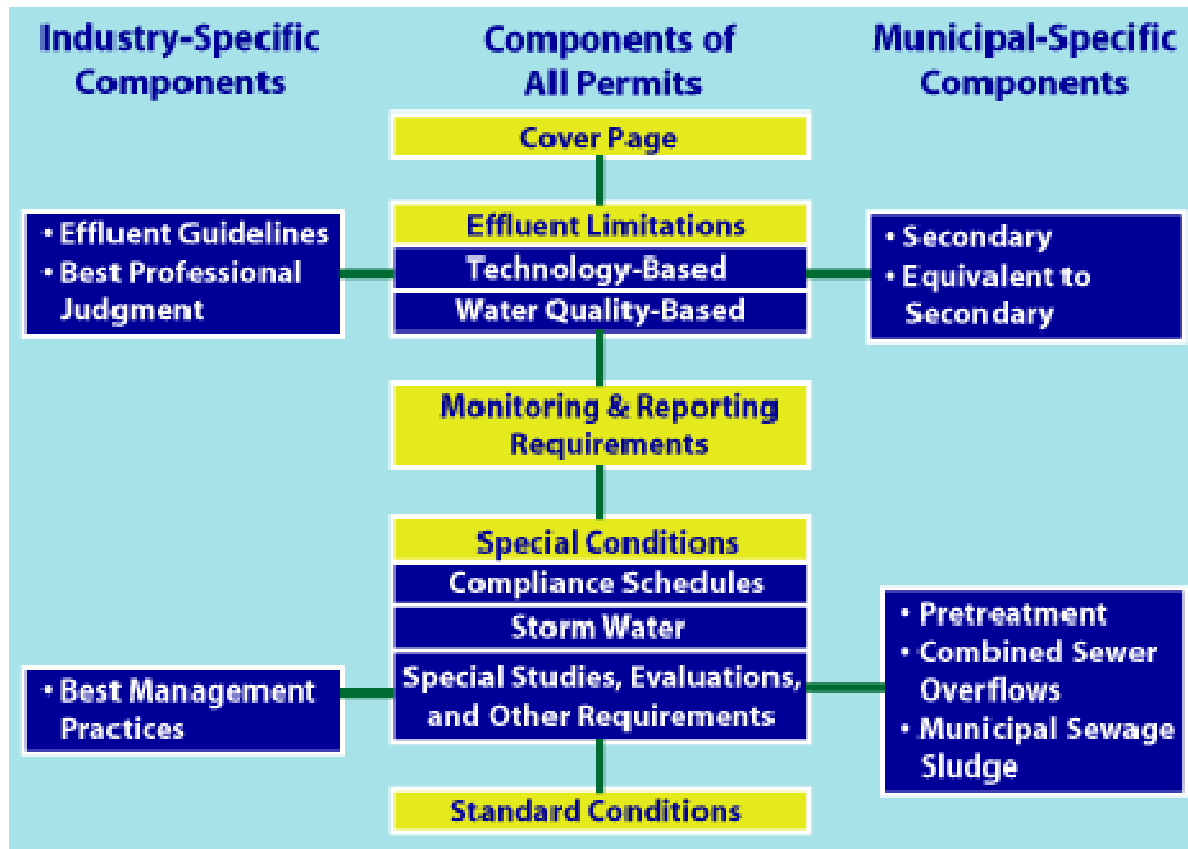 Industry-Specific
Components
Components of
All Permits
Municipal-Specific
Components
Cover Page
Effluent Limitations
Technology-Based
Water Quality-Based
• Effluent Guidelines
• Best Professional
Judgment
• Secondary
• Equivalent to
Secondary
Monitoring & Reporting
Requirements
Special Conditions
Compliance Schedules
Storm Water
Special Studies, Evaluations,
and Other Requirements
• Best Management
Practices
• Pretreatment
• Combined Sewer
Overflows
• Municipal Sewage
Sludge
Standard Conditions